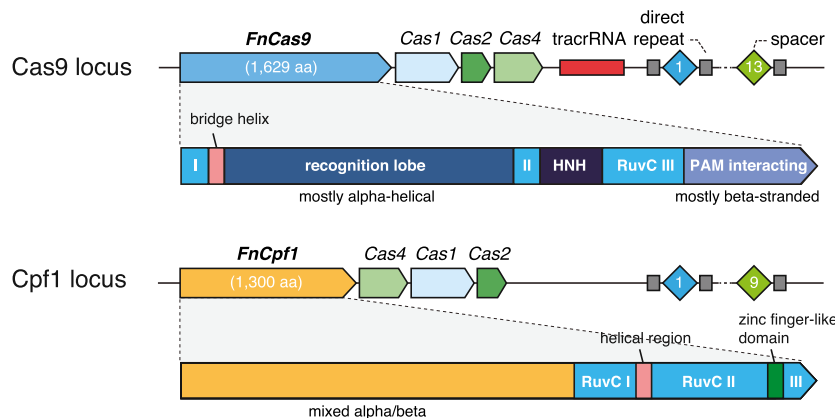 direct
FnCas9 Cas1 Cas2 Cas4 tracrRNA repeat spacer
Cas9 locus (1,629 aa) 1 13
bridge helix
I recognition lobe II HNH RuvC III PAM interacting
mostly alpha-helical mostly beta-stranded
FnCpf1 Cas4 Cas1 Cas2
Cpf1 locus (1,300 aa) 1 9
zinc finger-like
helical region domain
RuvC I RuvC II III
mixed alpha/beta